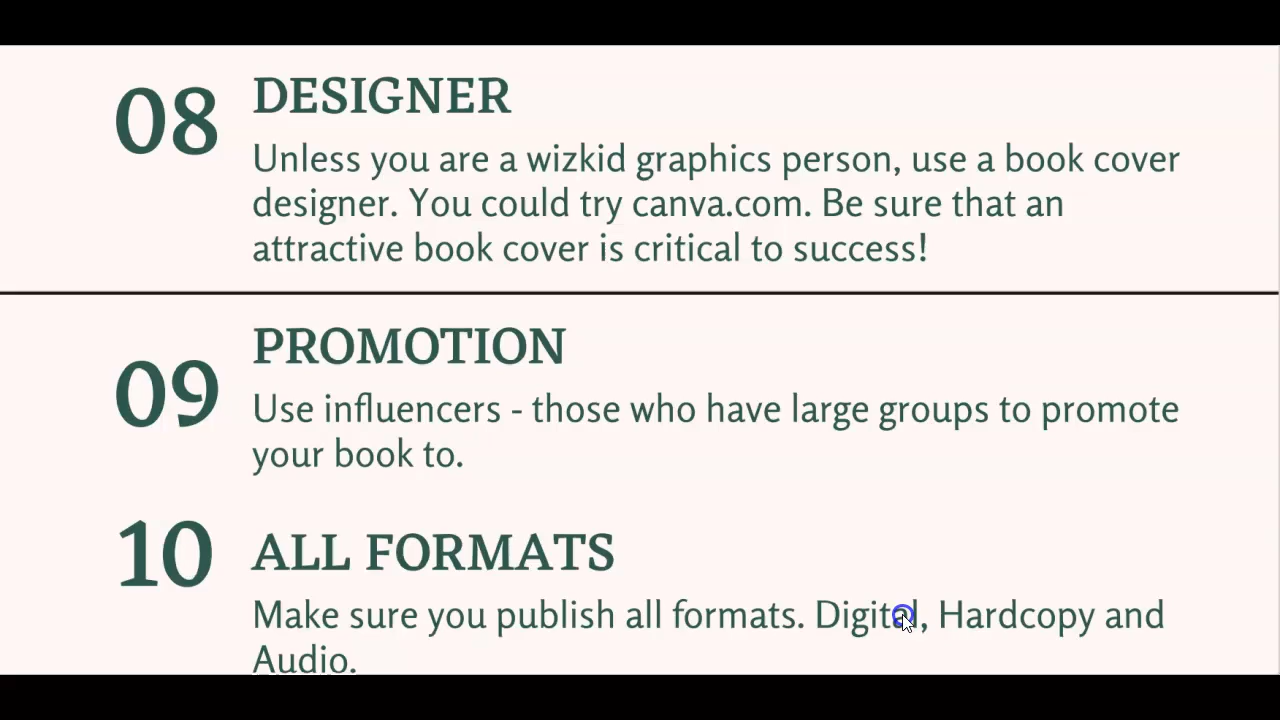 08 DESIGNER
Unless you are a wizkid graphics person, use a book cover
designer. You could try canva.com. Be sure that an
attractive book cover is critical to success!
09 PROMOTION
Use influencers - those who have large groups to promote
your book to.
10 ALL FORMATS
Make sure you publish all formats. Digital, Hardcopy and
Audio.